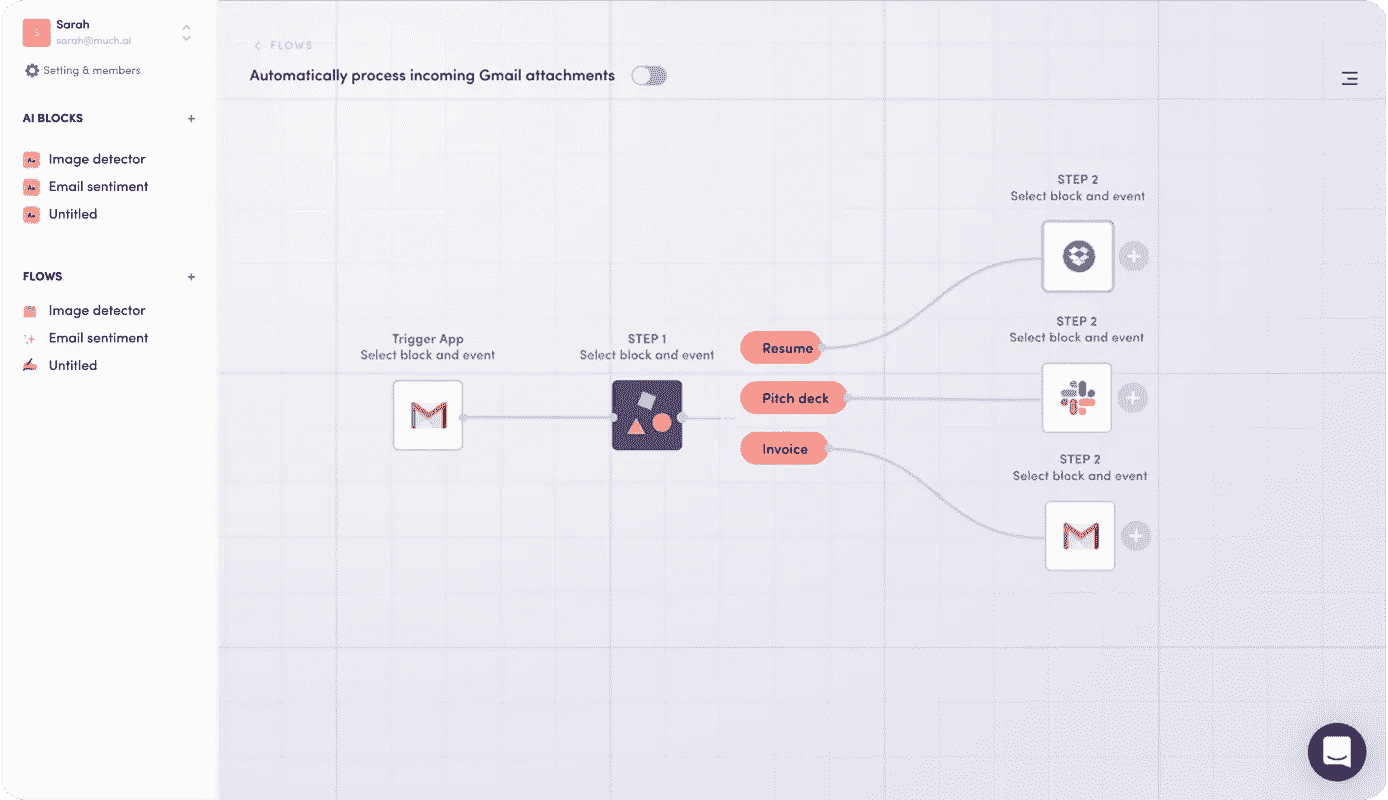 Sarah
sarah@much.ai
Setting & members
AI BLOCKS
Image detector
Email sentiment
Untitled
FLOWS
Image detector
Email sentiment
Untitled
FLOWS
Automatically process incoming Gmail attachments
Trigger App
Select block and event
STEP 1
Select block and event
Resume
Pitch deck
Invoice
STEP 2
Select block and event
STEP 2
Select block and event
STEP 2
Select block and event